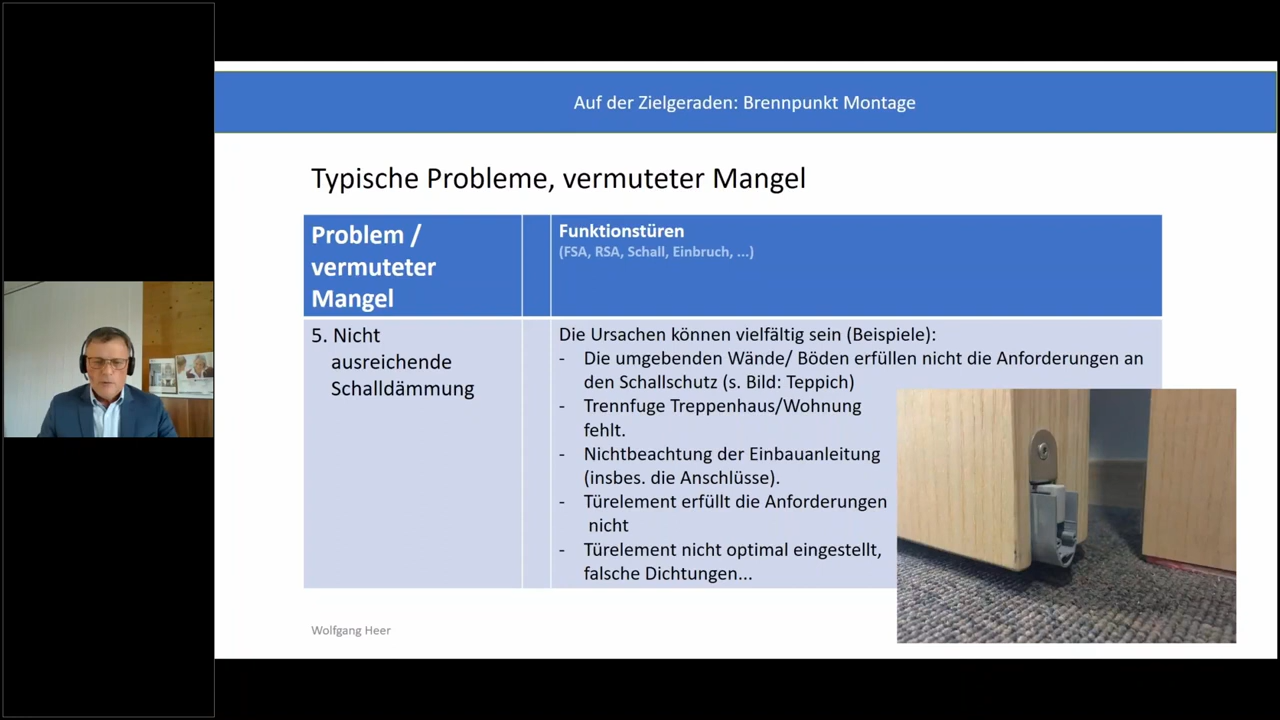 Auf der Zielgeraden: Brennpunkt Montage
Typische Probleme, vermuteter Mangel
Problem /
vermuteter
Mangel
Funktionstüren
(FSA, RSA, Schall, Einbruch, ...)
5. Nicht
ausreichende
Schalldämmung
Die Ursachen können vielfältig sein (Beispiele):
- Die umgebenden Wände/ Böden erfüllen nicht die Anforderungen an
den Schallschutz (s. Bild: Teppich)
- Trennfuge Treppenhaus/Wohnung
fehlt.
- Nichtbeachtung der Einbauanleitung
(insbes. die Anschlüsse).
- Türelement erfüllt die Anforderungen
nicht
- Türelement nicht optimal eingestellt,
falsche Dichtungen...
Wolfgang Heer